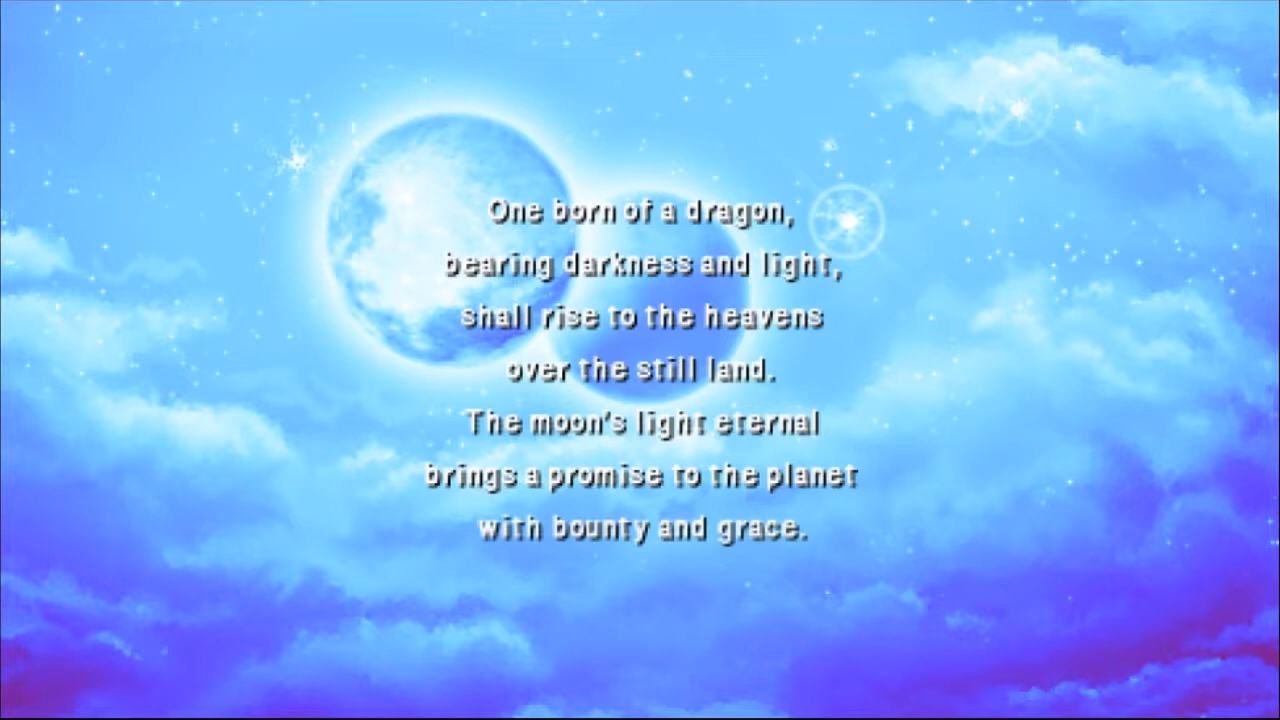 One born of a dragon,
bearing darkness and light,
shall rise to the heavens
over the still land.
The moon's light eternal
brings a promise to the planet
with bounty and grace.